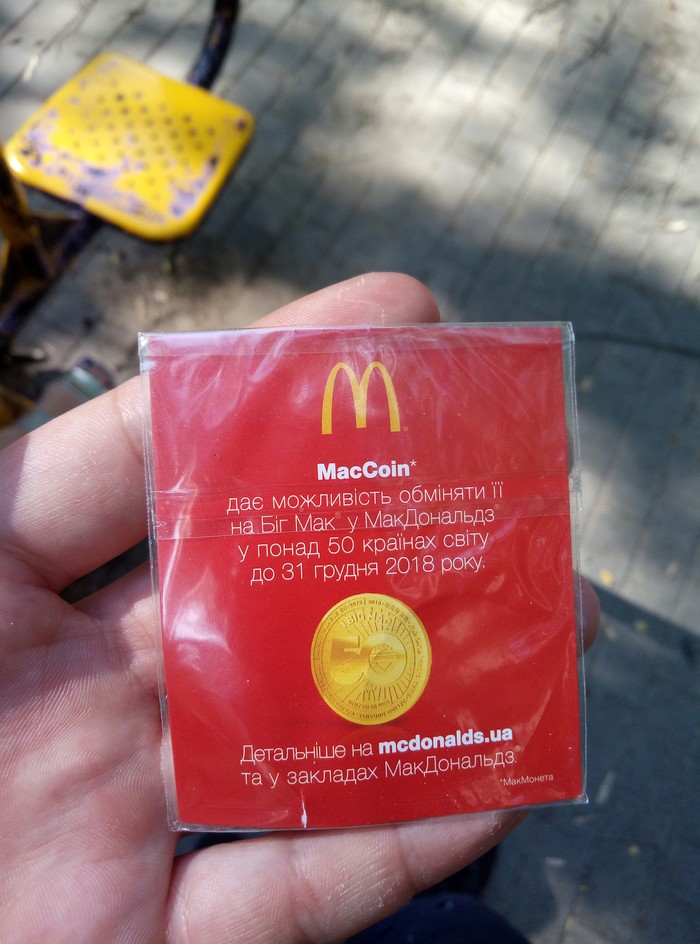 MacCoin*
дає можливість обміняти її
на Біг Мак® у МакДональдз®
у понад 50 країнах світу
до 31 грудня 2018 року.
50
Детальніше на mcdonalds.ua
та у закладах МакДональдз®.
*МакМонета